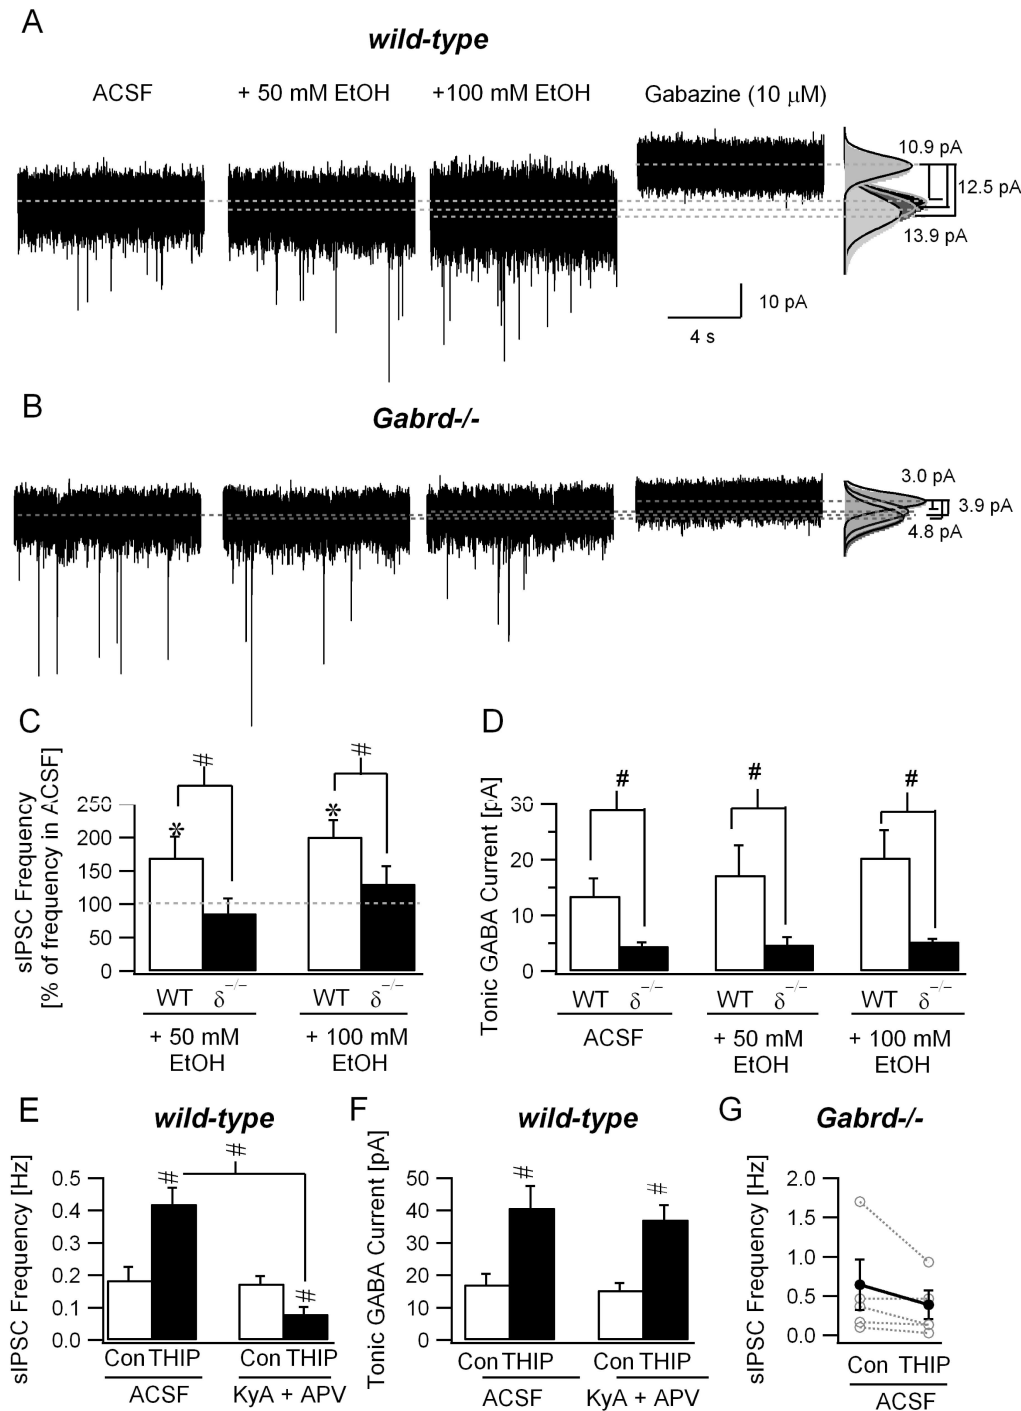 A
wild-type
ACSF
+ 50 mM EtOH
+100 mM EtOH
Gabazine (10 μM)
10.9 pA
12.5 pA
13.9 pA
10 pA
4 s
B
Gabrd-/-
3.0 pA
3.9 pA
4.8 pA
C
sIPSC Frequency
[% of frequency in ACSF]
#
#
*
*
250
200
150
100
50
0
WT δ−/−
WT δ−/−
+ 50 mM
EtOH
+ 100 mM
EtOH
D
Tonic GABA Current [pA]
#
#
#
30
20
10
0
WT δ−/−
WT δ−/−
WT δ−/−
ACSF
+ 50 mM
EtOH
+ 100 mM
EtOH
E
wild-type
sIPSC Frequency [Hz]
#
#
#
0.5
0.4
0.3
0.2
0.1
0.0
Con THIP
Con THIP
ACSF
KyA + APV
F
wild-type
Tonic GABA Current [pA]
#
#
50
40
30
20
10
0
Con THIP
Con THIP
ACSF
KyA + APV
G
Gabrd-/-
sIPSC Frequency [Hz]
2.0
1.5
1.0
0.5
0.0
Con THIP
ACSF